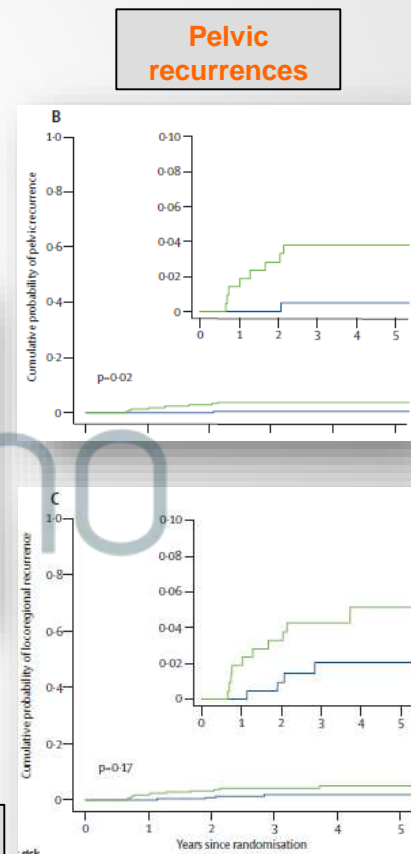 Pelvic
recurrences
B
Cumulative probability of pelvic recurrence
1·0
0·8
0·6
0·4
0·2
0
0·10
0·08
0·06
0·04
0·02
0
0 1 2 3 4 5
p=0·02
C
Cumulative probability of locoregional recurrence
1·0
0·8
0·6
0·4
0·2
0
0·10
0·08
0·06
0·04
0·02
0
0 1 2 3 4 5
p=0·17
0 1 2 3 4 5
Years since randomisation
risk
no